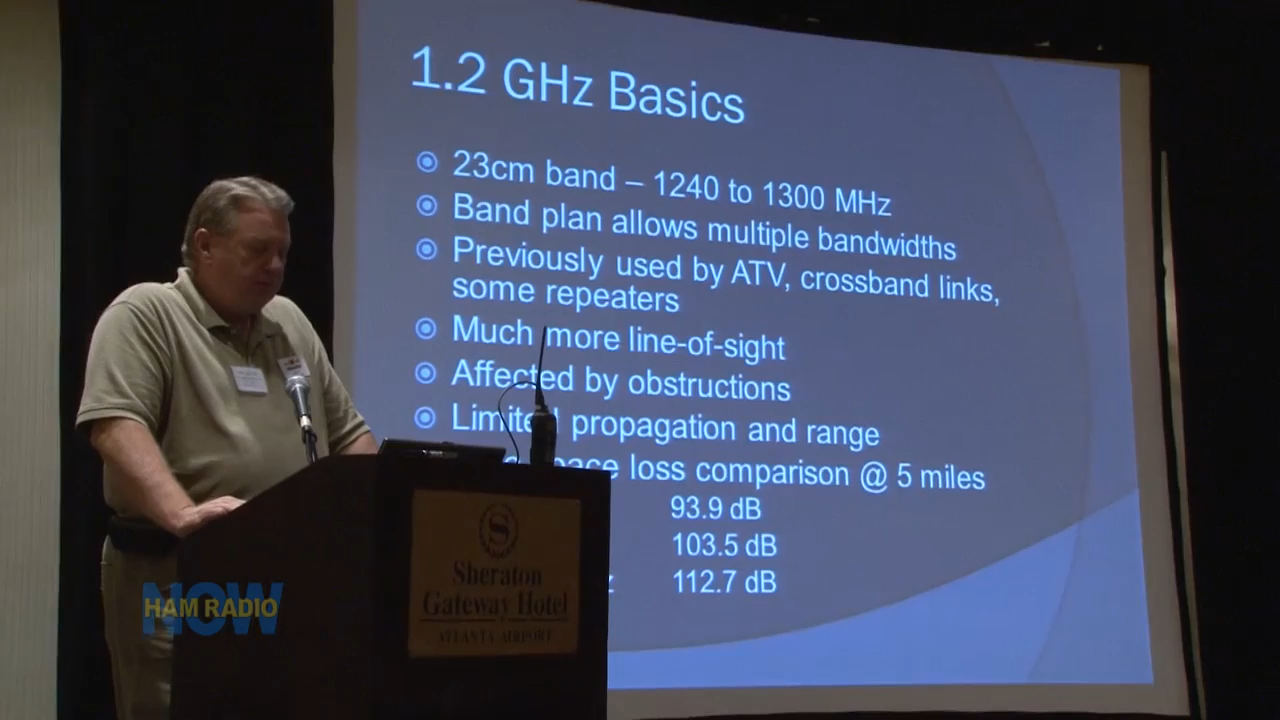 1.2 GHz Basics
23cm band – 1240 to 1300 MHz
Band plan allows multiple bandwidths
Previously used by ATV, crossband links,
some repeaters
Much more line-of-sight
Affected by obstructions
Limited propagation and range
loss comparison @ 5 miles
93.9 dB
103.5 dB
z 112.7 dB
S
Sheraton
Gateway Hotel
ATLANTA AIRPORT
NOW
HAM RADIO